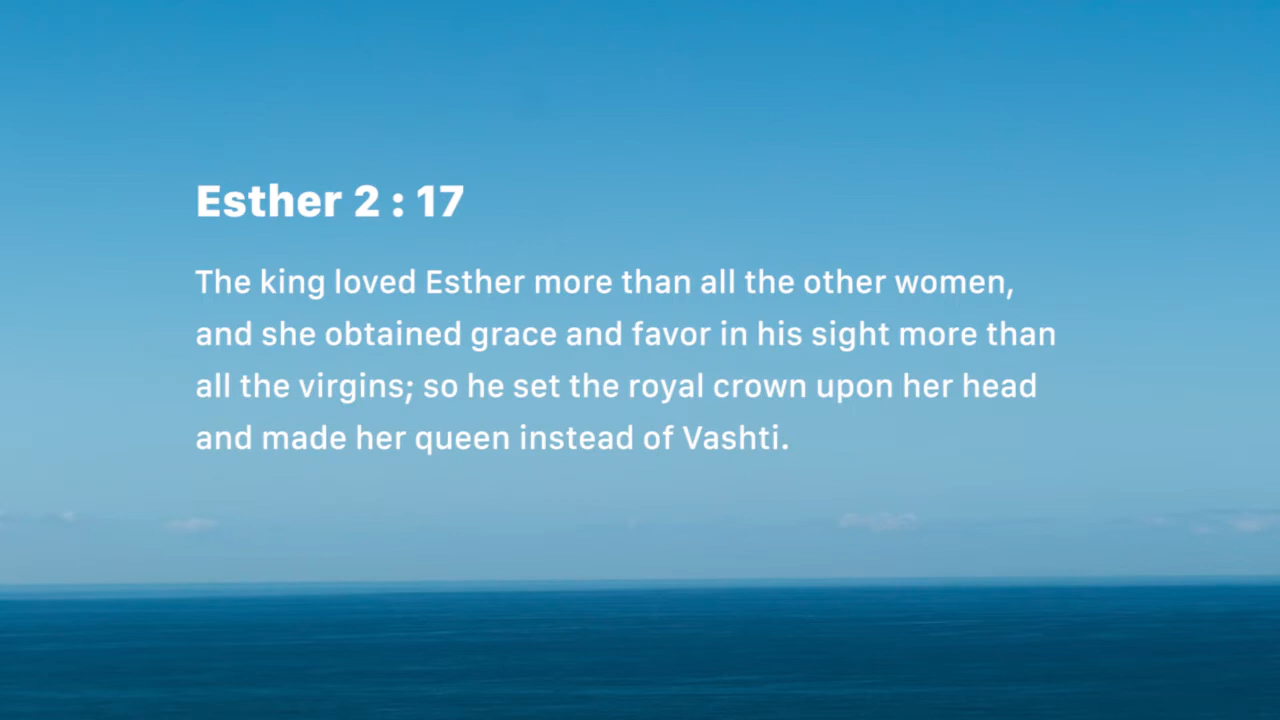 Esther 2 : 17
The king loved Esther more than all the other women,
and she obtained grace and favor in his sight more than
all the virgins; so he set the royal crown upon her head
and made her queen instead of Vashti.